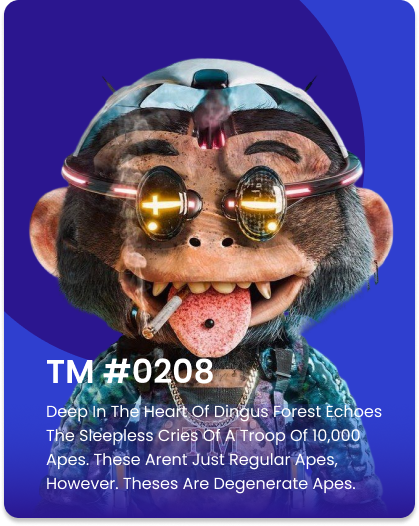 TM #0208
Deep In The Heart Of Dingus Forest Echoes
The Sleepless Cries Of A Troop Of 10,000
Apes. These Arent Just Regular Apes,
However. Theses Are Degenerate Apes.